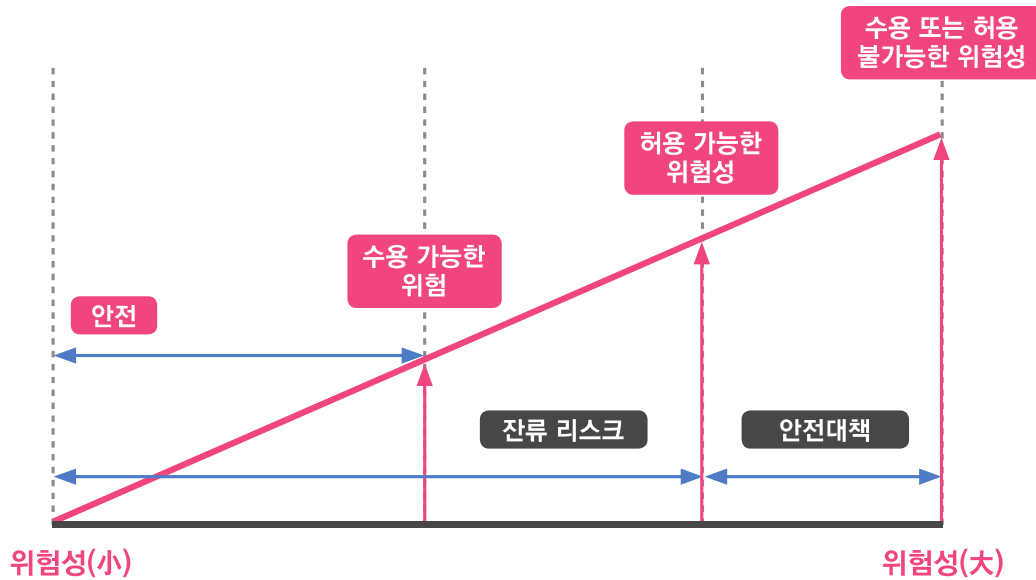 수용 또는 허용
불가능한 위험성
허용 가능한
위험성
수용 가능한
위험
안전
잔류 리스크
안전대책
위험성(小)
위험성(大)